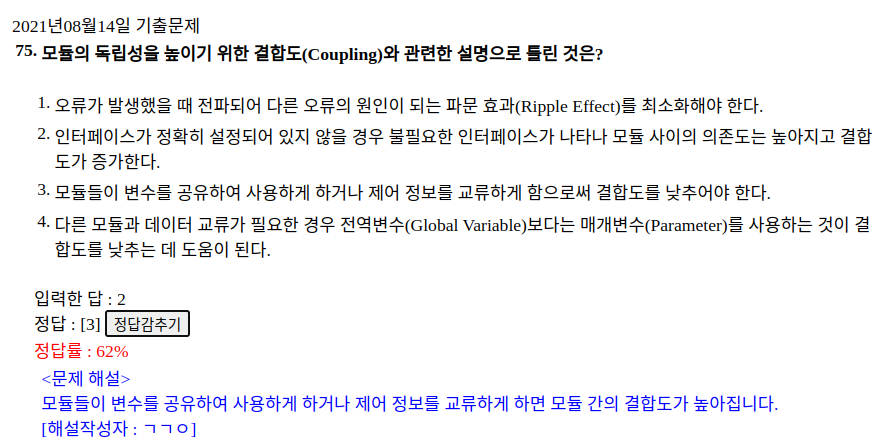 2021년08월14일 기출문제
75. 모듈의 독립성을 높이기 위한 결합도(Coupling)와 관련한 설명으로 틀린 것은?
1. 오류가 발생했을 때 전파되어 다른 오류의 원인이 되는 파문 효과(Ripple Effect)를 최소화해야 한다.
2. 인터페이스가 정확히 설정되어 있지 않을 경우 불필요한 인터페이스가 나타나 모듈 사이의 의존도는 높아지고 결합
도가 증가한다.
3. 모듈들이 변수를 공유하여 사용하게 하거나 제어 정보를 교류하게 함으로써 결합도를 낮추어야 한다.
4. 다른 모듈과 데이터 교류가 필요한 경우 전역변수(Global Variable)보다는 매개변수(Parameter)를 사용하는 것이 결
합도를 낮추는 데 도움이 된다.
입력한 답 : 2
정답 : [3] 정답감추기
정답률 : 62%
<문제 해설>
모듈들이 변수를 공유하여 사용하게 하거나 제어 정보를 교류하게 하면 모듈 간의 결합도가 높아집니다.
[해설작성자 : ㄱㄱㅇ]